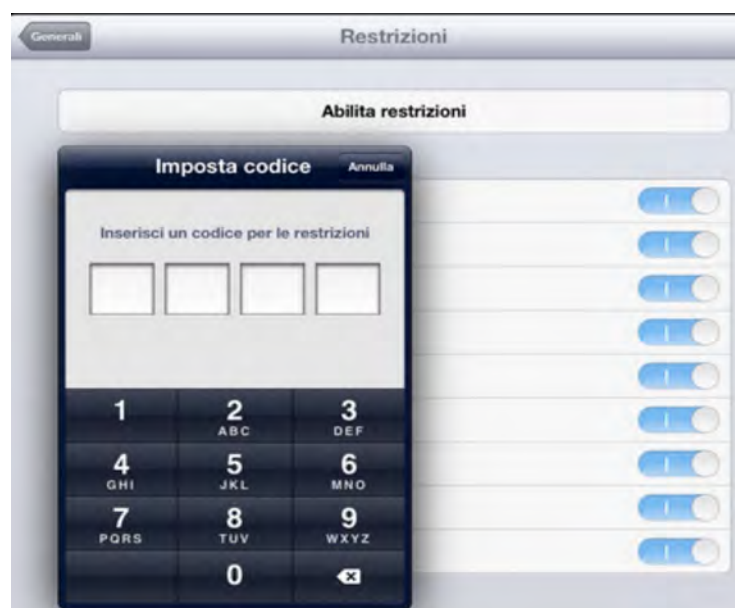 Generali
Restrizioni
Abilita restrizioni
Imposta codice
Annulla
Inserisci un codice per le restrizioni
1
2
ABC
3
DEF
4
GHI
5
JKL
6
MNO
7
PQRS
8
TUV
9
WXYZ
0